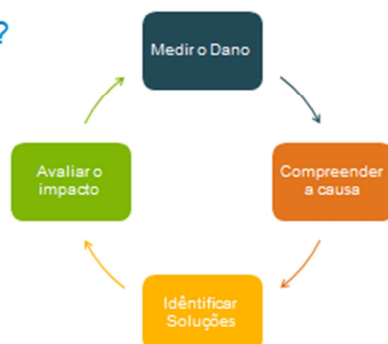 ?
Medir o Dano
Compreender
a causa
Idêntificar
Soluções
Avaliar o
impacto